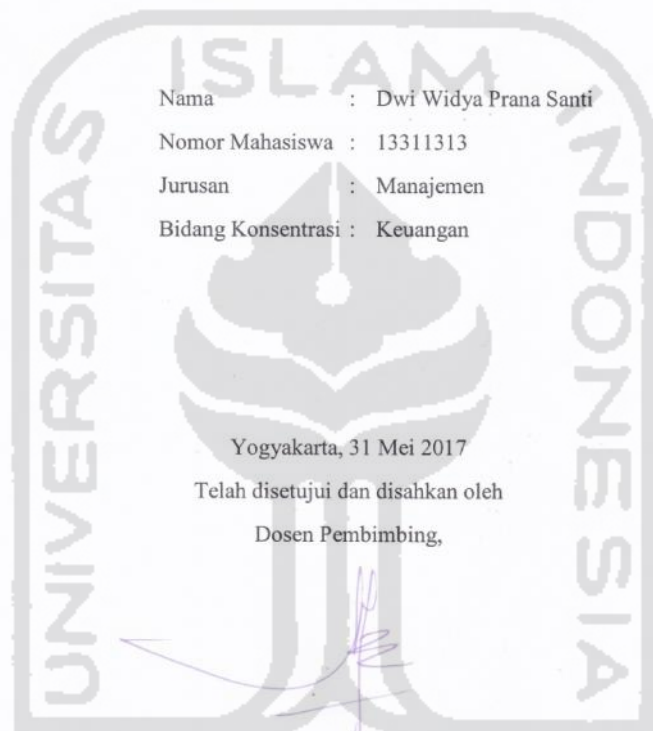 UNIVERSITAS ISLAM INDONESIA
Nama : Dwi Widya Prana Santi
Nomor Mahasiswa : 13311313
Jurusan : Manajemen
Bidang Konsentrasi : Keuangan
Yogyakarta, 31 Mei 2017
Telah disetujui dan disahkan oleh
Dosen Pembimbing,